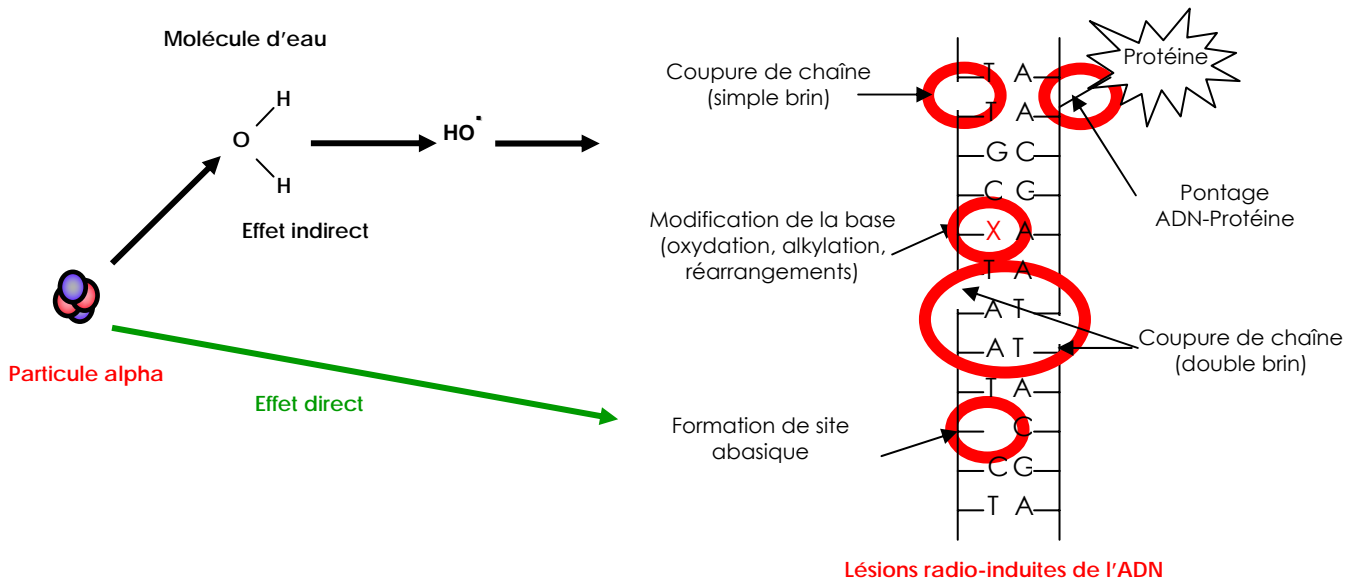 Molécule d'eau
H
O
H
HO•
Effet indirect
Particule alpha
Effet direct
Coupure de chaîne
(simple brin)
Modification de la base
(oxydation, alkylation,
réarrangements)
Formation de site
abasique
T A
T A
G C
C G
X A
T A
A T
A T
T A
C
C G
T A
Protéine
Pontage
ADN-Protéine
Coupure de chaîne
(double brin)
Lésions radio-induites de l'ADN